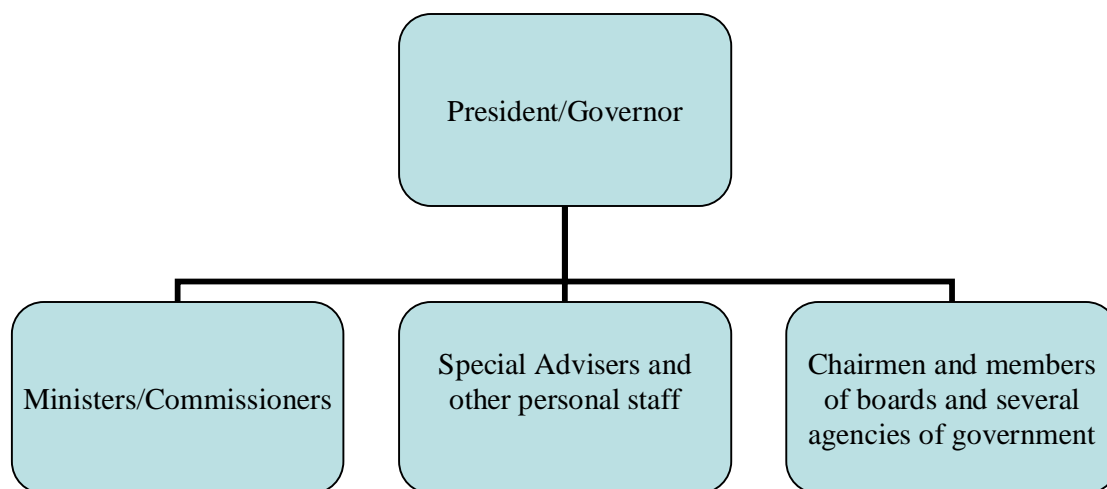 President/Governor
Ministers/Commissioners
Special Advisers and
other personal staff
Chairmen and members
of boards and several
agencies of government